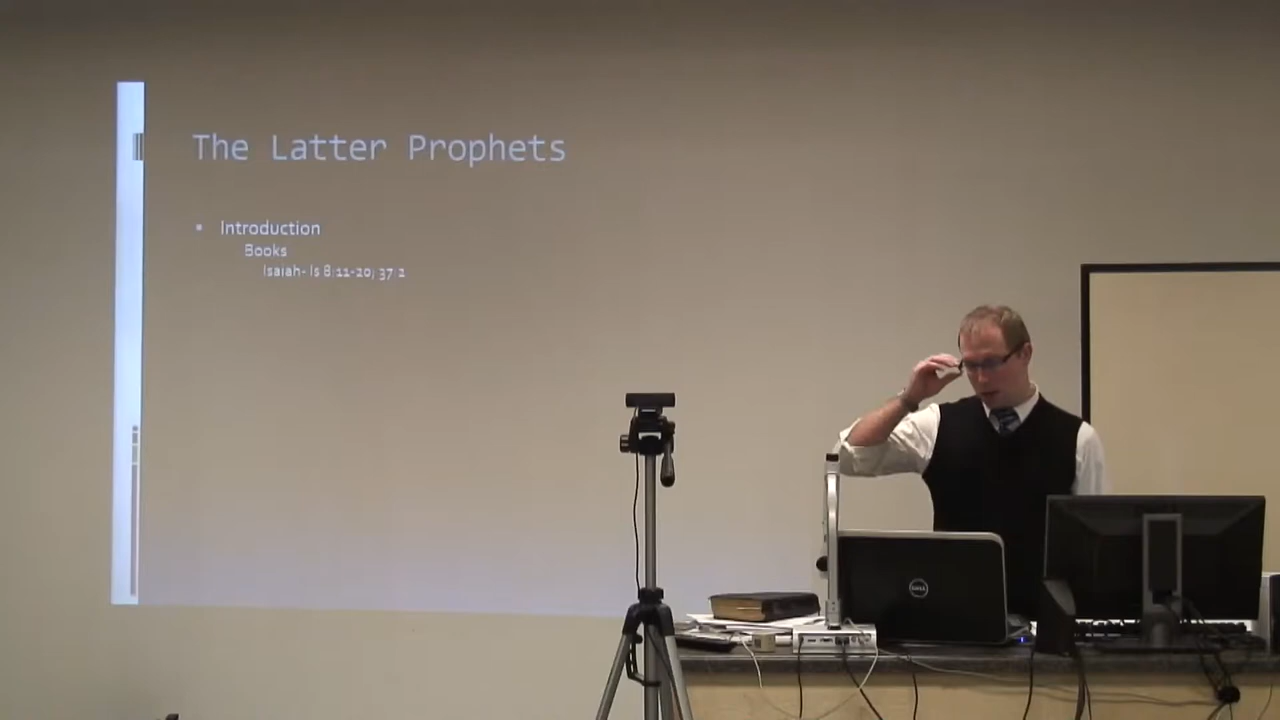 The Latter Prophets
Introduction
Books
Isaiah- Is 8:11-20; 37:2
DELL